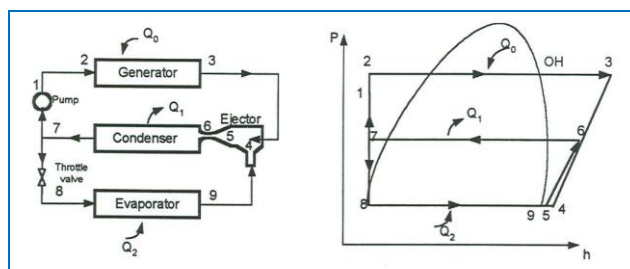 Q0
2
Generator
3
1
Pump
Q1
Ejector
7
Condenser
6
5
4
Throttle
valve
8
Evaporator
9
Q2
P
2
Q0
OH
3
1
Q1
7
6
8
Q2
9
5
4
h